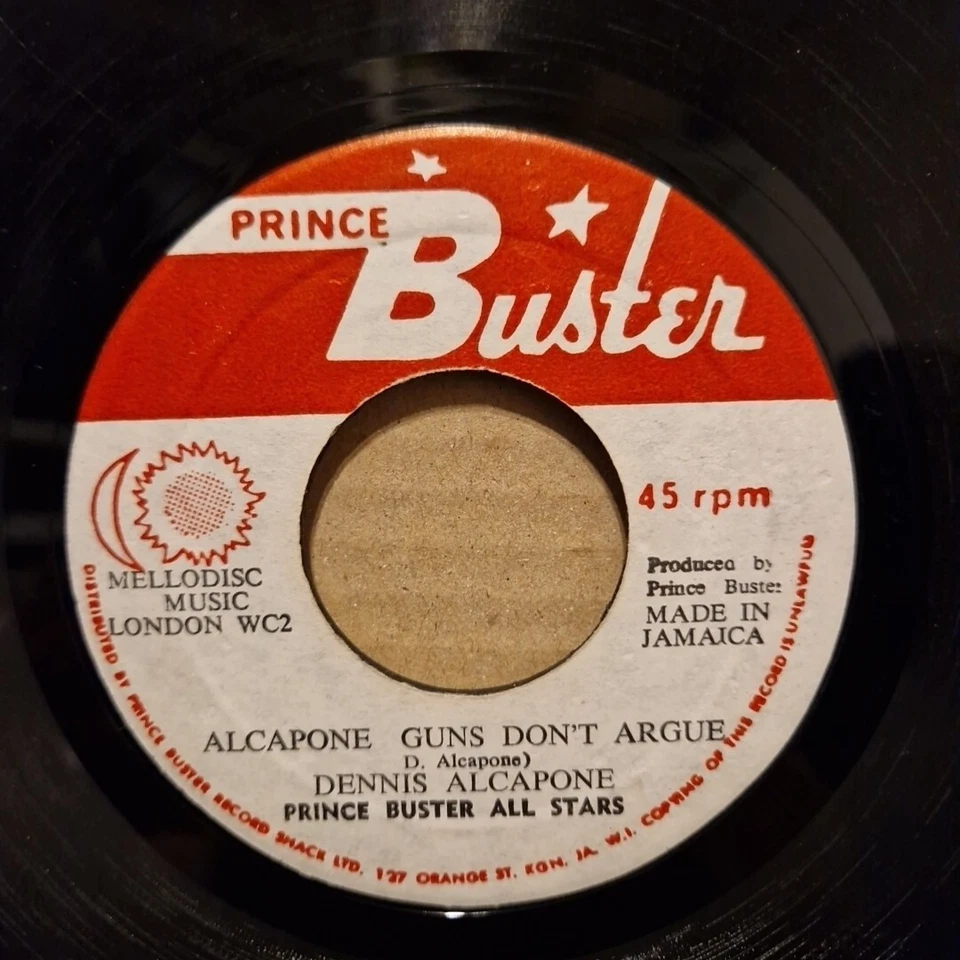 PRINCE
Buster
45 rpm
MELLODISC
MUSIC
LONDON WC2
Produced by
Prince Buster
MADE IN
JAMAICA
ALCAPONE GUNS DON'T ARGUE
D. Alcapone)
DENNIS ALCAPONE
PRINCE BUSTER ALL STARS
DISTRIBUTED BY PRINCE BUSTER RECORD SHACK LTD. 127 ORANGE ST. KGN. JA. W.I. COPYING OF THIS RECORD IS UNLAWFUL